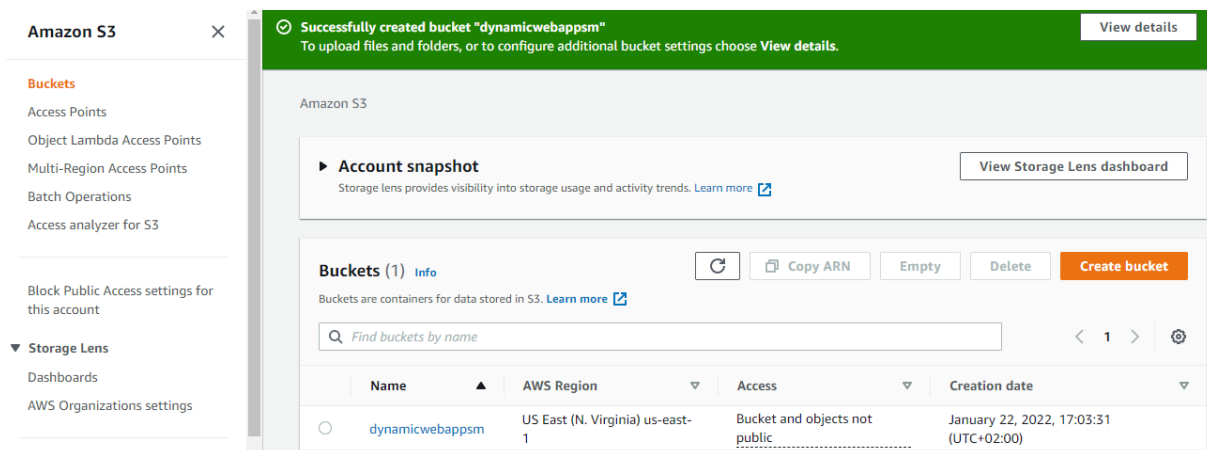 Amazon S3
Buckets
Access Points
Object Lambda Access Points
Multi-Region Access Points
Batch Operations
Access analyzer for S3
Block Public Access settings for
this account
Storage Lens
Dashboards
AWS Organizations settings
Successfully created bucket "dynamicwebappsm"
To upload files and folders, or to configure additional bucket settings choose View details.
View details
Amazon S3
Account snapshot
Storage lens provides visibility into storage usage and activity trends. Learn more
View Storage Lens dashboard
Buckets (1) Info
Copy ARN
Empty
Delete
Create bucket
Buckets are containers for data stored in S3. Learn more
Find buckets by name
1
Name AWS Region Access Creation date
dynamicwebappsm
US East (N. Virginia) us-east-
1
Bucket and objects not
public
January 22, 2022, 17:03:31
(UTC+02:00)